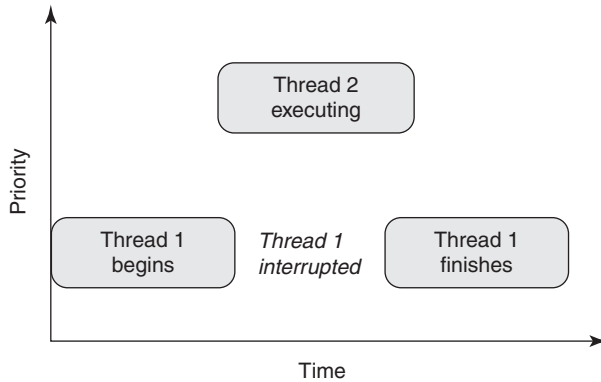 Thread 2
executing
Priority
Thread 1
begins
Thread 1
interrupted
Thread 1
finishes
Time